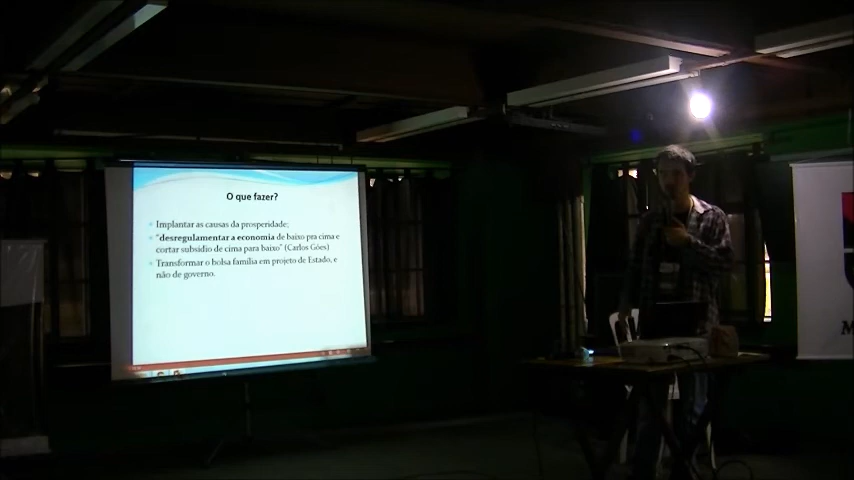 O que fazer?
Implantar as causas da prosperidade;
"desregulamentar a economia de baixo pra cima e
cortar subsídio de cima para baixo" (Carlos Góes)
Transformar o bolsa família em projeto de Estado, e
não de governo.
M